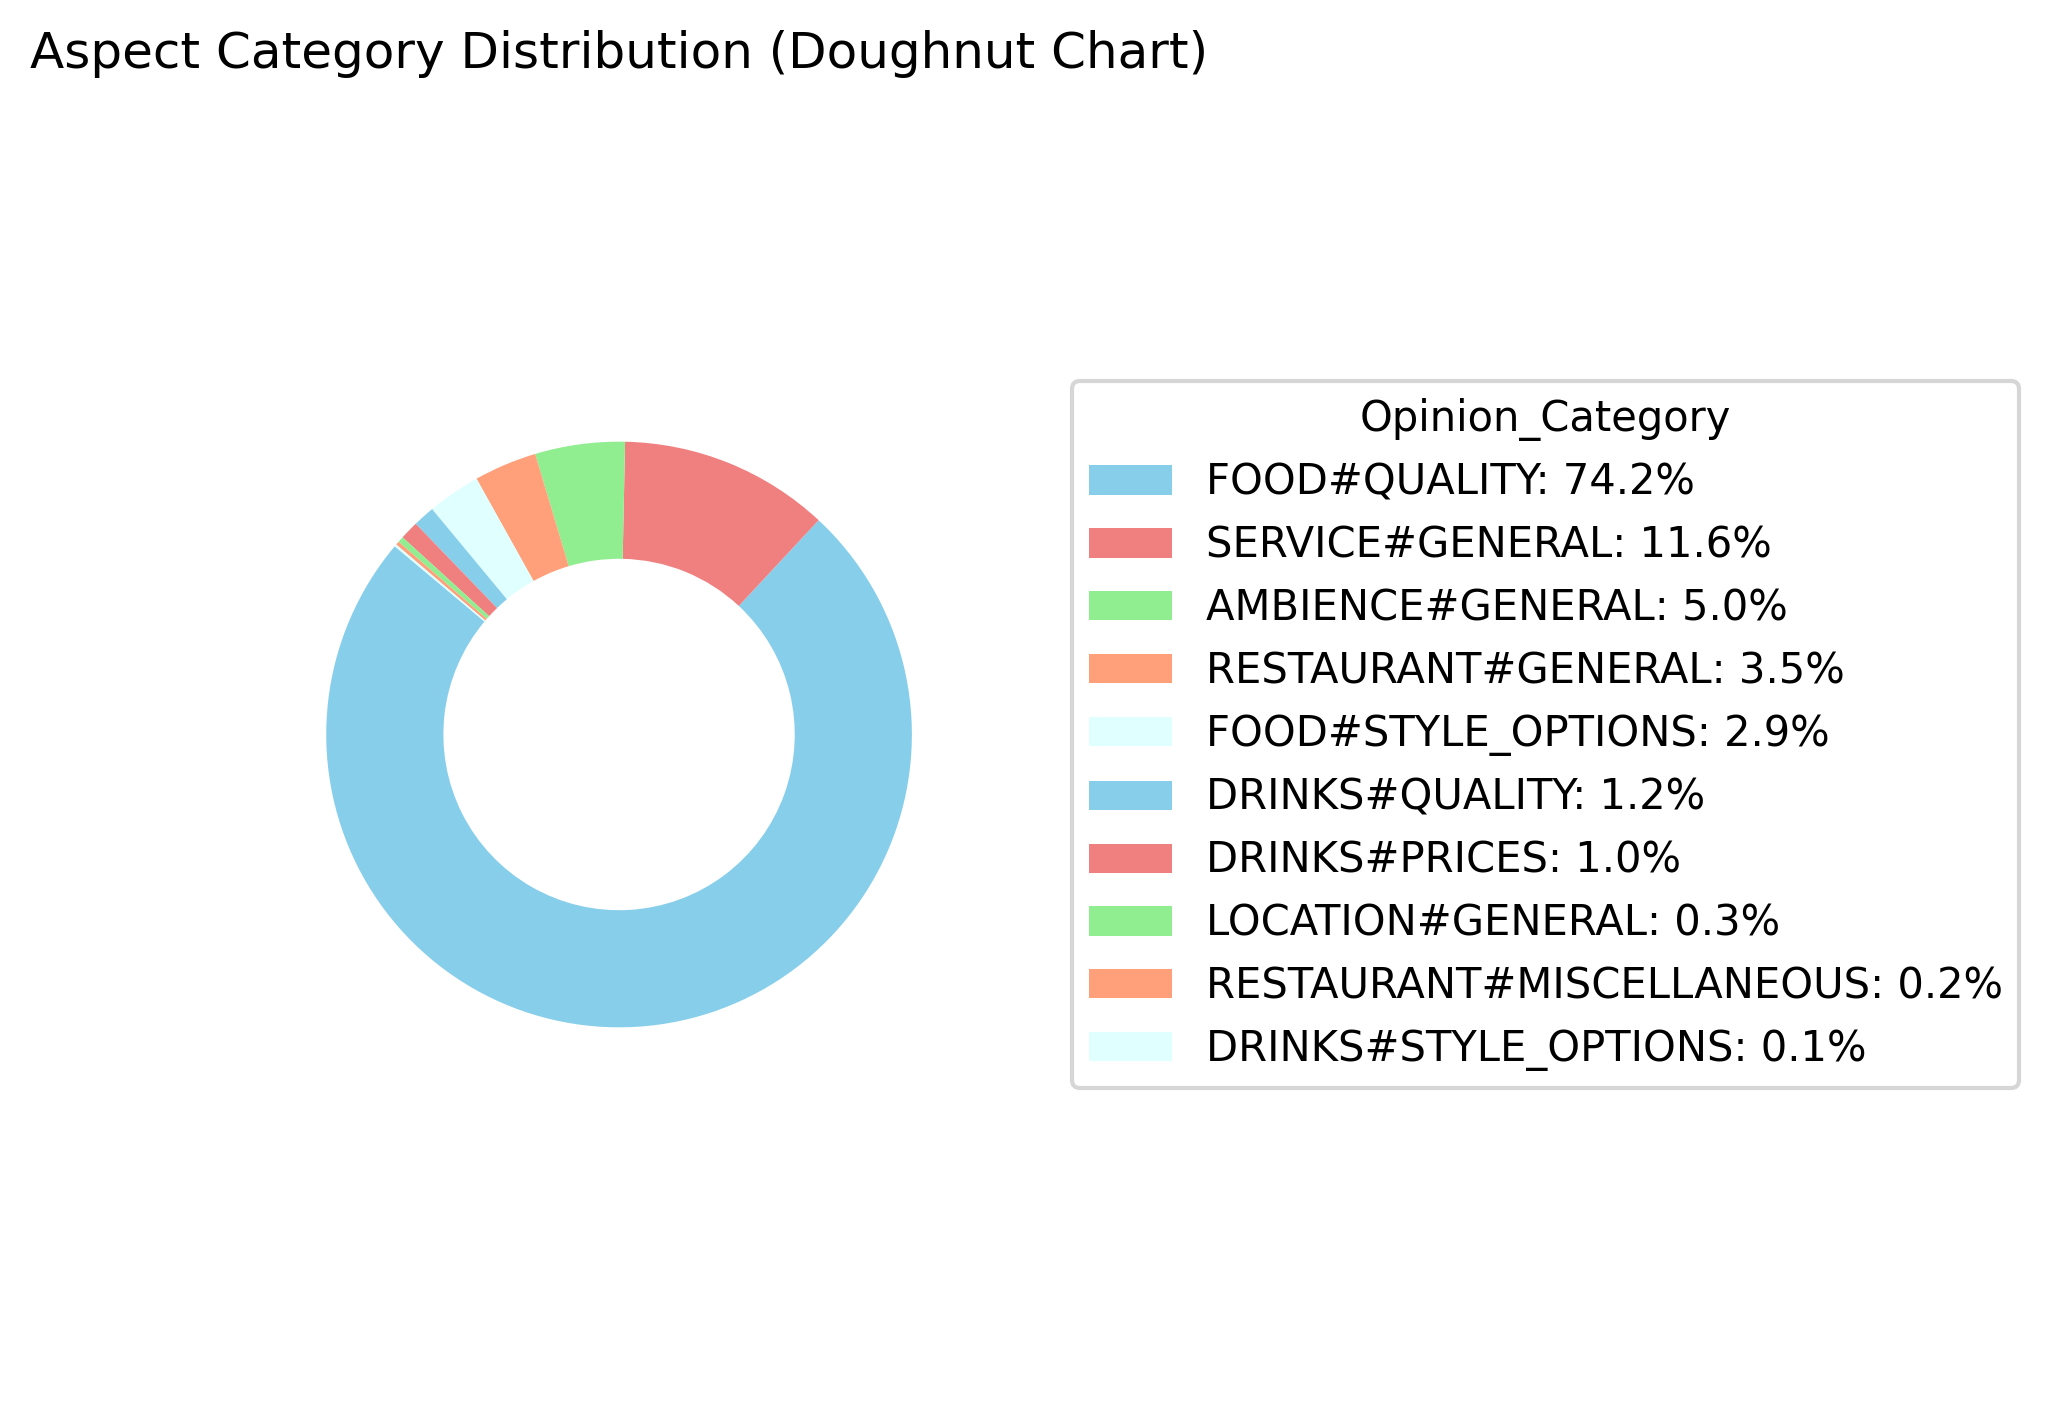 Aspect Category Distribution (Doughnut Chart)
Opinion_Category
FOOD#QUALITY: 74.2%
SERVICE#GENERAL: 11.6%
AMBIENCE#GENERAL: 5.0%
RESTAURANT#GENERAL: 3.5%
FOOD#STYLE_OPTIONS: 2.9%
DRINKS#QUALITY: 1.2%
DRINKS#PRICES: 1.0%
LOCATION#GENERAL: 0.3%
RESTAURANT#MISCELLANEOUS: 0.2%
DRINKS#STYLE_OPTIONS: 0.1%